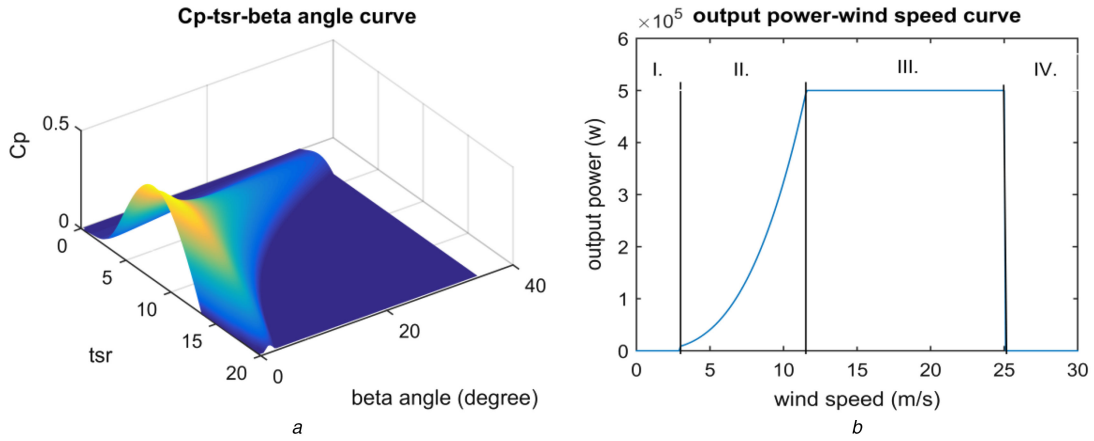 Cp-tsr-beta angle curve
Cp
0.5
0
0
5
10
15
20
tsr
0
20
40
beta angle (degree)
a
×10⁵ output power-wind speed curve
output power (w)
6
5
4
3
2
1
0
I. II. III. IV.
0 5 10 15 20 25 30
wind speed (m/s)
b